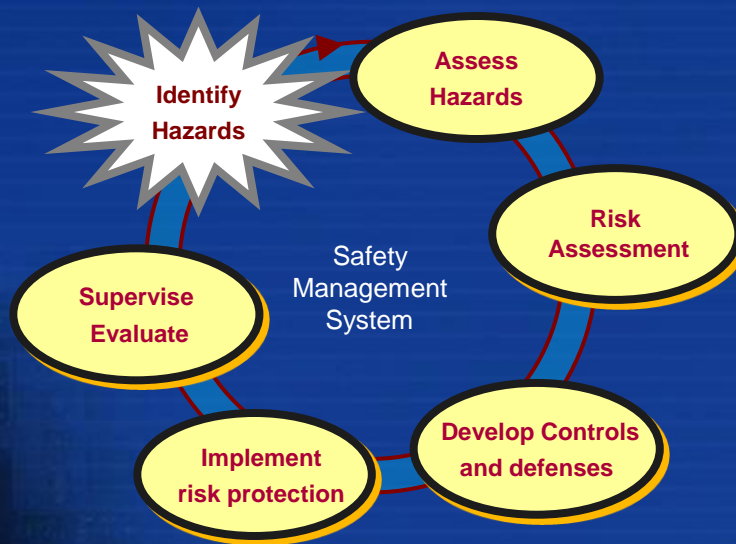 Identify
Hazards
Assess
Hazards
Risk
Assessment
Develop Controls
and defenses
Implement
risk protection
Supervise
Evaluate
Safety
Management
System